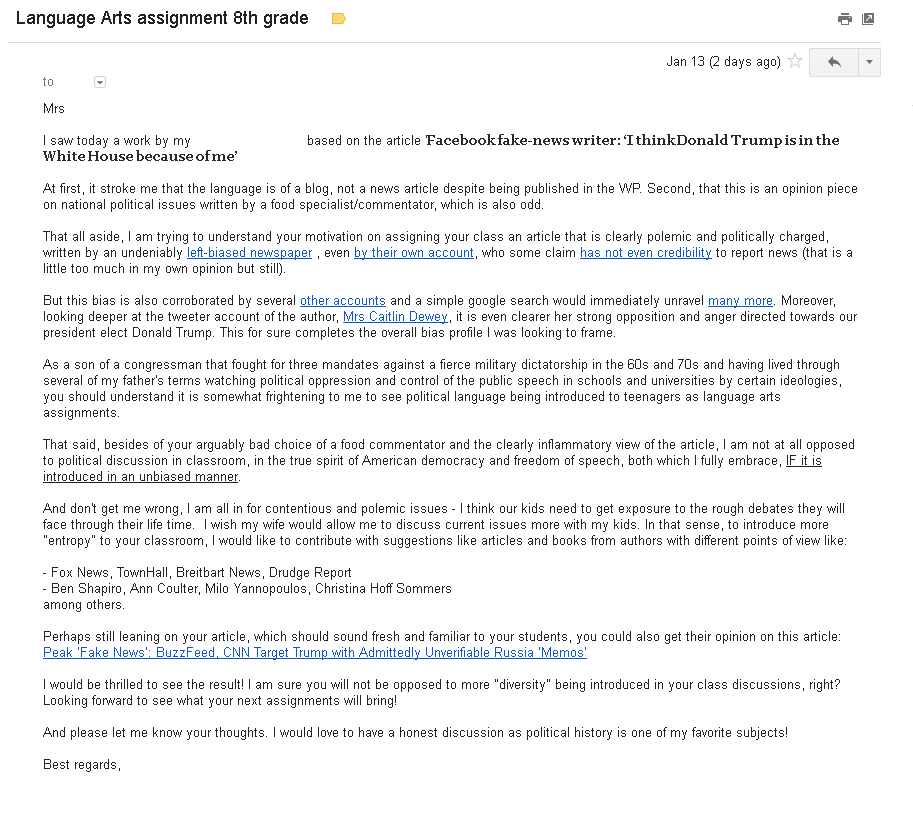 Language Arts assignment 8th grade
Jan 13 (2 days ago)
to
Mrs
I saw today a work by my based on the article 'Facebook fake-news writer: ‘I think Donald Trump is in the
White House because of me’
At first, it stroke me that the language is of a blog, not a news article despite being published in the WP. Second, that this is an opinion piece
on national political issues written by a food specialist/commentator, which is also odd.
That all aside, I am trying to understand your motivation on assigning your class an article that is clearly polemic and politically charged,
written by an undeniably left-biased newspaper , even by their own account, who some claim has not even credibility to report news (that is a
little too much in my own opinion but still).
But this bias is also corroborated by several other accounts and a simple google search would immediately unravel many more. Moreover,
looking deeper at the tweeter account of the author, Mrs Caitlin Dewey, it is even clearer her strong opposition and anger directed towards our
president elect Donald Trump. This for sure completes the overall bias profile I was looking to frame.
As a son of a congressman that fought for three mandates against a fierce military dictatorship in the 60s and 70s and having lived through
several of my father's terms watching political oppression and control of the public speech in schools and universities by certain ideologies,
you should understand it is somewhat frightening to me to see political language being introduced to teenagers as language arts
assignments.
That said, besides of your arguably bad choice of a food commentator and the clearly inflammatory view of the article, I am not at all opposed
to political discussion in classroom, in the true spirit of American democracy and freedom of speech, both which I fully embrace, IF it is
introduced in an unbiased manner.
And don't get me wrong, I am all in for contentious and polemic issues - I think our kids need to get exposure to the rough debates they will
face through their life time. I wish my wife would allow me to discuss current issues more with my kids. In that sense, to introduce more
"entropy" to your classroom, I would like to contribute with suggestions like articles and books from authors with different points of view like:
- Fox News, TownHall, Breitbart News, Drudge Report
- Ben Shapiro, Ann Coulter, Milo Yannopoulos, Christina Hoff Sommers
among others.
Perhaps still leaning on your article, which should sound fresh and familiar to your students, you could also get their opinion on this article:
Peak 'Fake News': BuzzFeed, CNN Target Trump with Admittedly Unverifiable Russia 'Memos'
I would be thrilled to see the result! I am sure you will not be opposed to more "diversity" being introduced in your class discussions, right?
Looking forward to see what your next assignments will bring!
And please let me know your thoughts. I would love to have a honest discussion as political history is one of my favorite subjects!
Best regards,